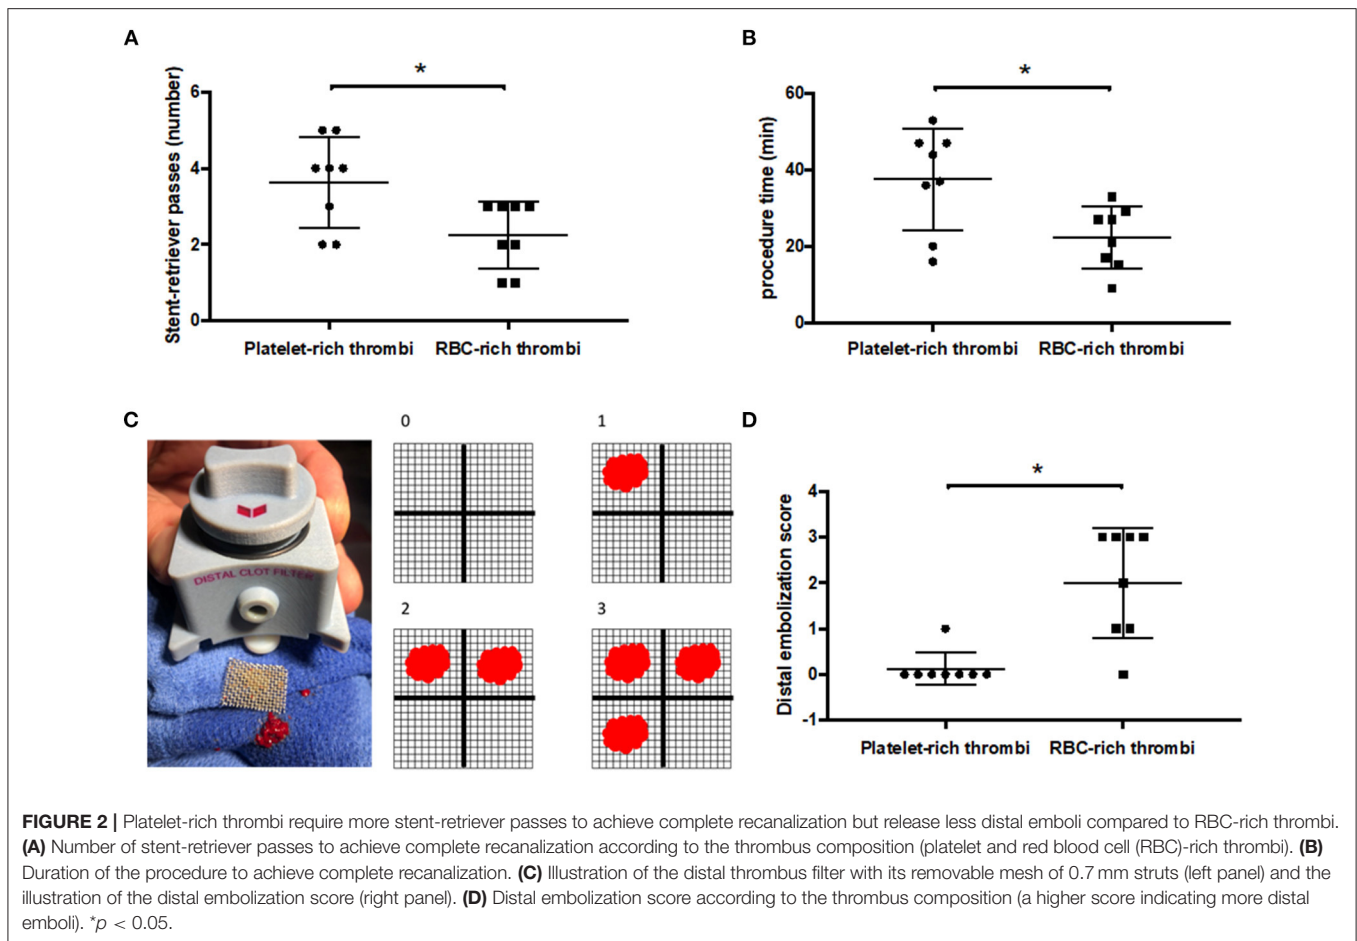 A
*
Stent-retriever passes (number)
6
4
2
0
Platelet-rich thrombi
RBC-rich thrombi
B
*
procedure time (min)
60
40
20
0
Platelet-rich thrombi
RBC-rich thrombi
C
DISTAL CLOT FILTER
0
1
2
3
D
*
Distal embolization score
4
3
2
1
0
-1
Platelet-rich thrombi
RBC-rich thrombi
FIGURE 2 | Platelet-rich thrombi require more stent-retriever passes to achieve complete recanalization but release less distal emboli compared to RBC-rich thrombi.
(A) Number of stent-retriever passes to achieve complete recanalization according to the thrombus composition (platelet and red blood cell (RBC)-rich thrombi). (B)
Duration of the procedure to achieve complete recanalization. (C) Illustration of the distal thrombus filter with its removable mesh of 0.7 mm struts (left panel) and the
illustration of the distal embolization score (right panel). (D) Distal embolization score according to the thrombus composition (a higher score indicating more distal
emboli). *p < 0.05.